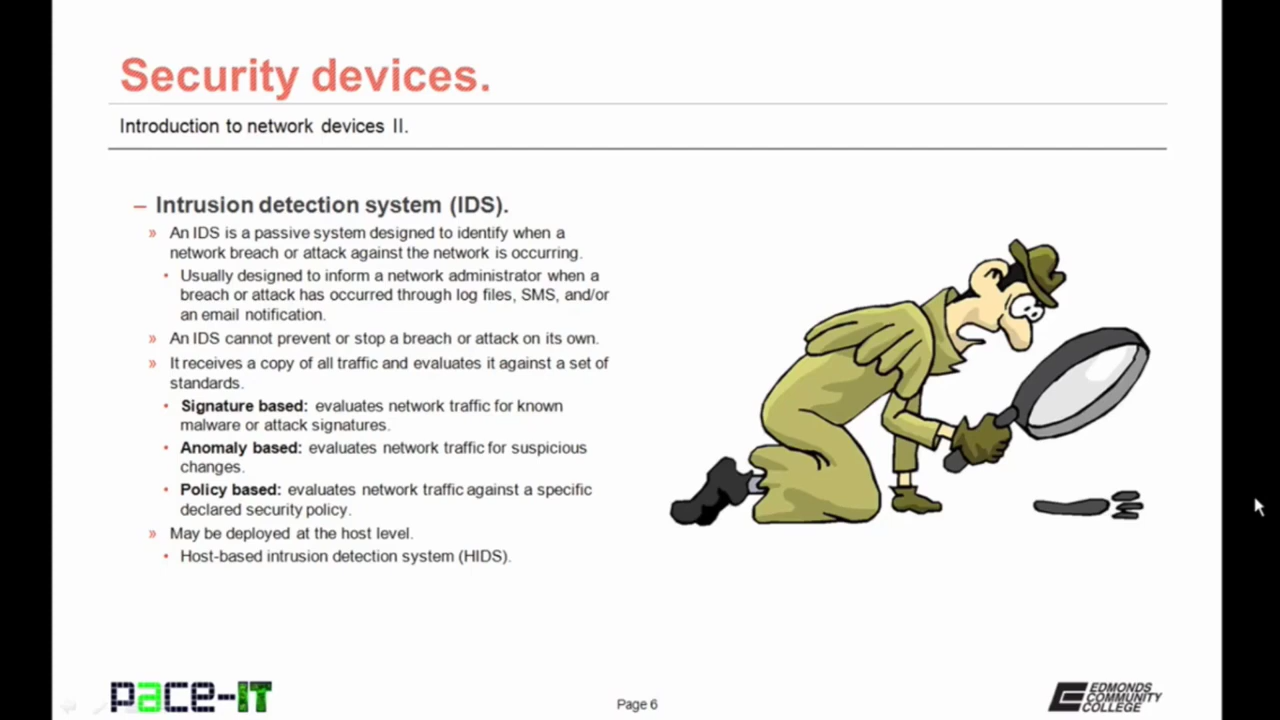 Security devices.
Introduction to network devices II.
– Intrusion detection system (IDS).
» An IDS is a passive system designed to identify when a
network breach or attack against the network is occurring.
• Usually designed to inform a network administrator when a
breach or attack has occurred through log files, SMS, and/or
an email notification.
» An IDS cannot prevent or stop a breach or attack on its own.
» It receives a copy of all traffic and evaluates it against a set of
standards.
• Signature based: evaluates network traffic for known
malware or attack signatures.
• Anomaly based: evaluates network traffic for suspicious
changes.
• Policy based: evaluates network traffic against a specific
declared security policy.
» May be deployed at the host level.
• Host-based intrusion detection system (HIDS).
pace-IT
Page 6
EDMONDS
COMMUNITY
COLLEGE